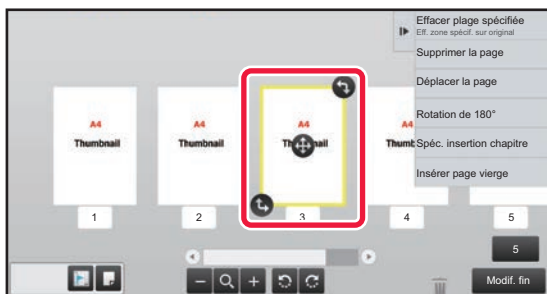 Effacer plage spécifiée
Eff. zone spécif. sur original
Supprimer la page
Déplacer la page
Rotation de 180°
Spéc. insertion chapitre
Insérer page vierge
A4
Thumbnail
A4
Thumbnail
A4
Thumbnail
A4
1
2
3
4
5
5
Modif. fin